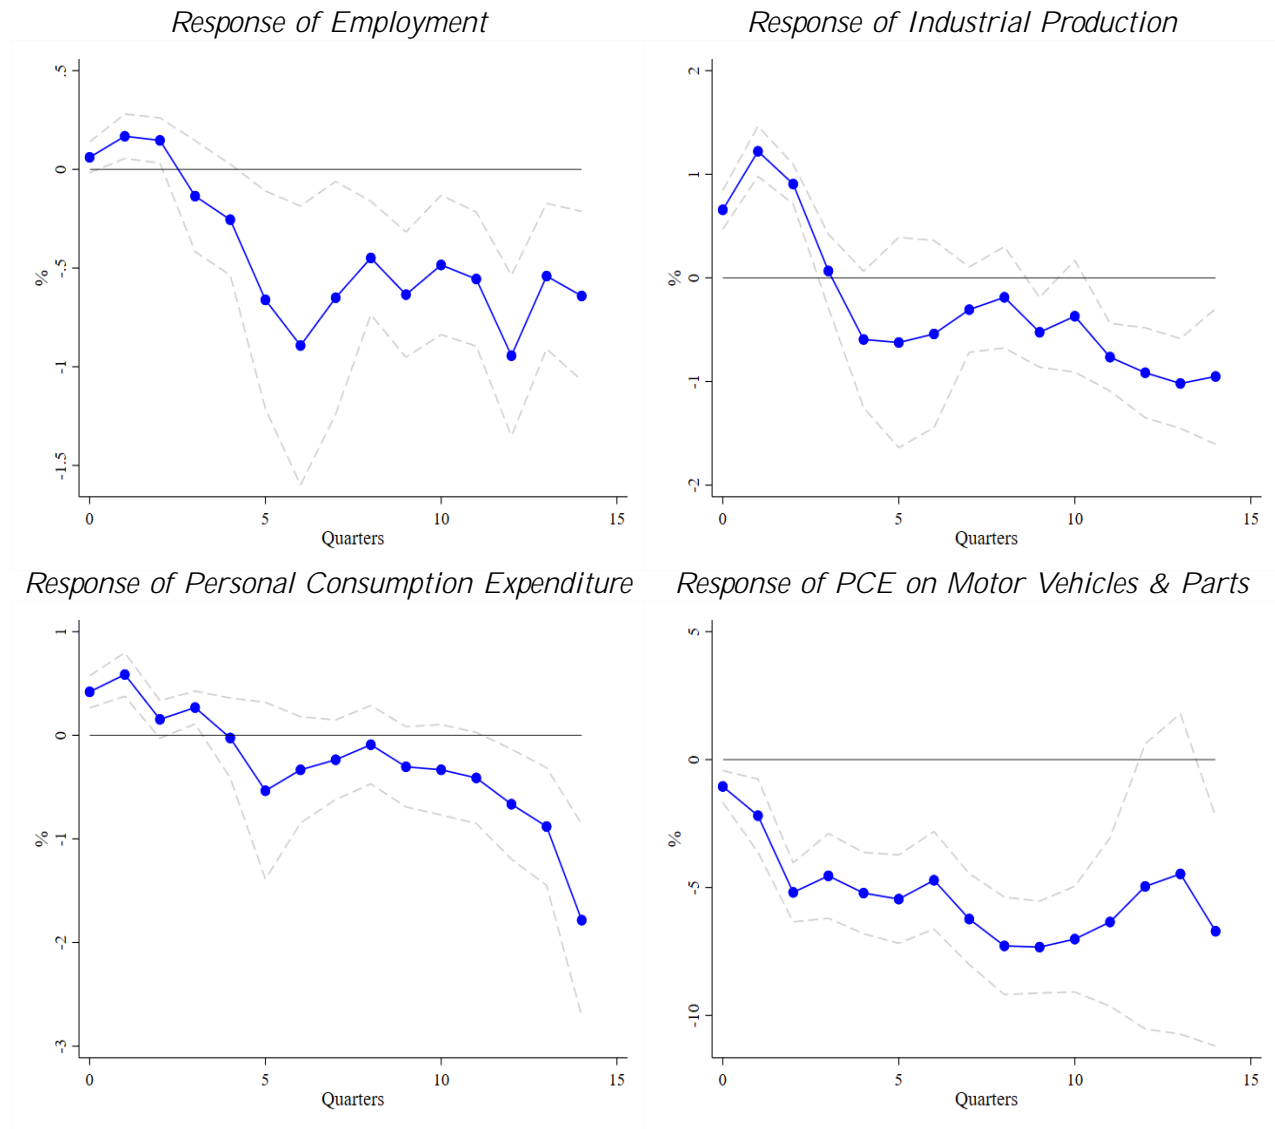 Response of Employment
.5
0
-.5
-1
-1.5
%
0 5 10 15
Quarters
Response of Industrial Production
2
1
0
-1
-2
%
0 5 10 15
Quarters
Response of Personal Consumption Expenditure
1
0
-1
-2
-3
%
0 5 10 15
Quarters
Response of PCE on Motor Vehicles & Parts
5
0
-5
-10
%
0 5 10 15
Quarters